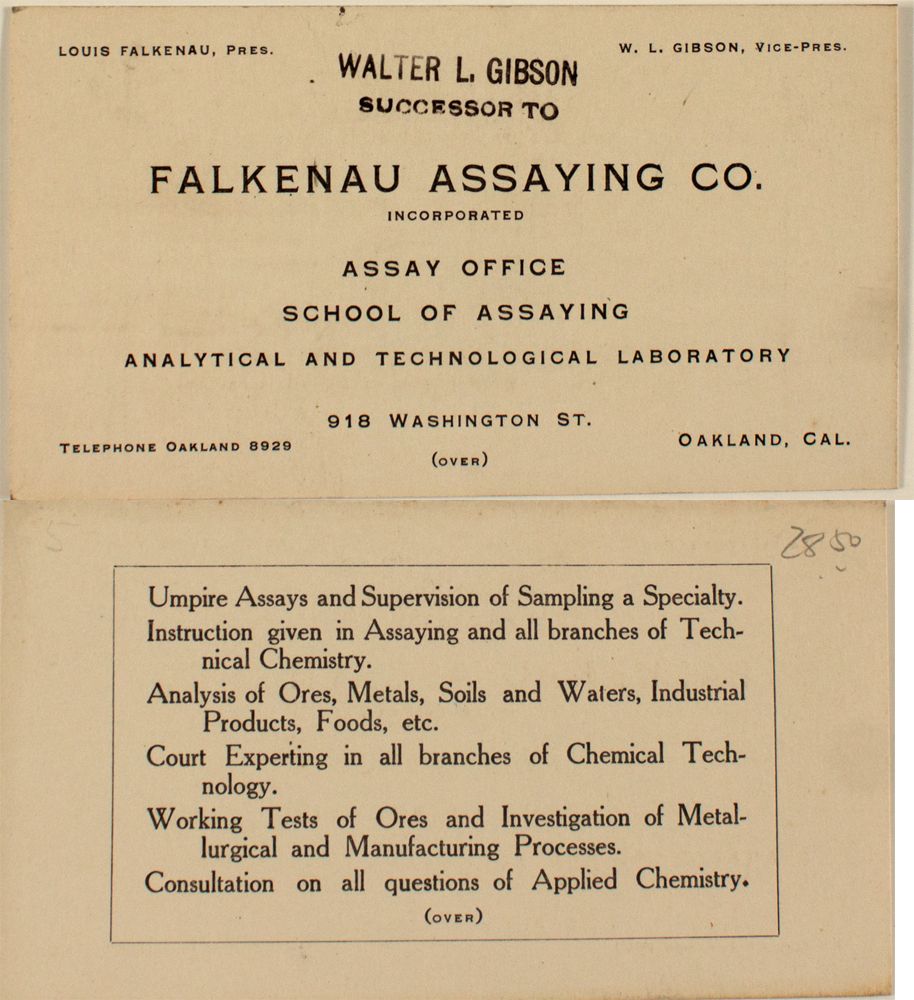 LOUIS FALKENAU, PRES.
W. L. GIBSON, VICE-PRES.
WALTER L. GIBSON
SUCCESSOR TO
FALKENAU ASSAYING CO.
INCORPORATED
ASSAY OFFICE
SCHOOL OF ASSAYING
ANALYTICAL AND TECHNOLOGICAL LABORATORY
918 WASHINGTON ST.
TELEPHONE OAKLAND 8929
OAKLAND, CAL.
(OVER)
5
28 50
Umpire Assays and Supervision of Sampling a Specialty.
Instruction given in Assaying and all branches of Tech-
nical Chemistry.
Analysis of Ores, Metals, Soils and Waters, Industrial
Products, Foods, etc.
Court Experting in all branches of Chemical Tech-
nology.
Working Tests of Ores and Investigation of Metal-
lurgical and Manufacturing Processes.
Consultation on all questions of Applied Chemistry.
(OVER)